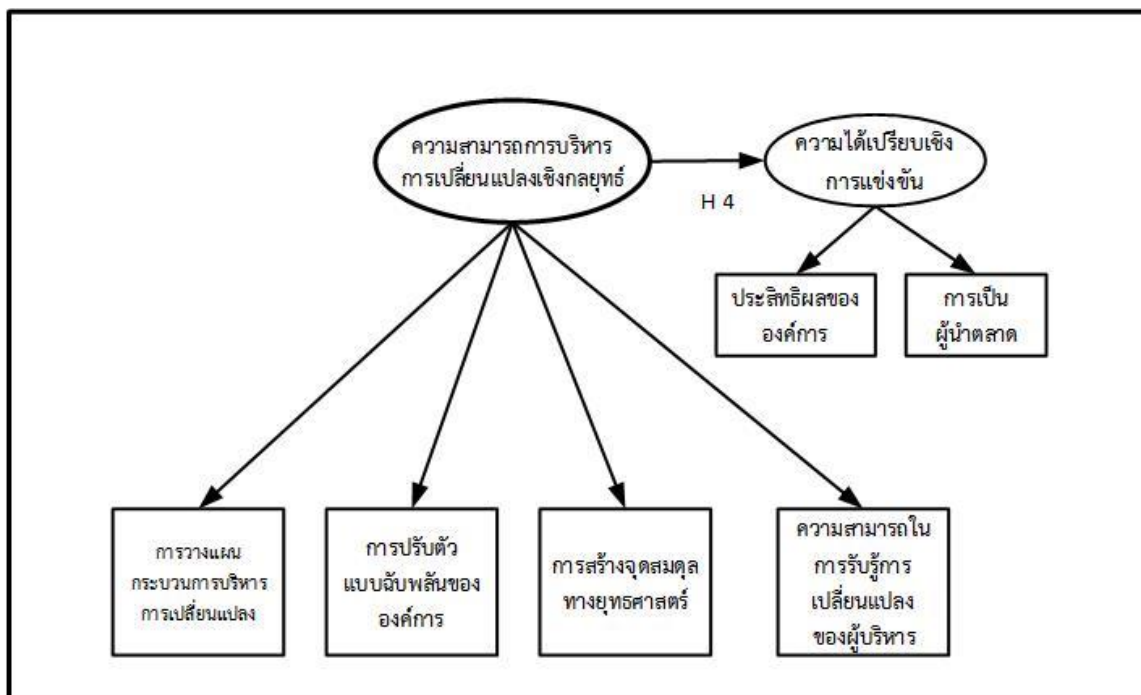 ความสามารถการบริหาร
การเปลี่ยนแปลงเชิงกลยุทธ์
ความได้เปรียบเชิง
การแข่งขัน
H 4
ประสิทธิผลของ
องค์การ
การเป็น
ผู้นำตลาด
การวางแผน
กระบวนการบริหาร
การเปลี่ยนแปลง
การปรับตัว
แบบฉับพลันของ
องค์การ
การสร้างจุดสมดุล
ทางยุทธศาสตร์
ความสามารถใน
การรับรู้การ
เปลี่ยนแปลง
ของผู้บริหาร